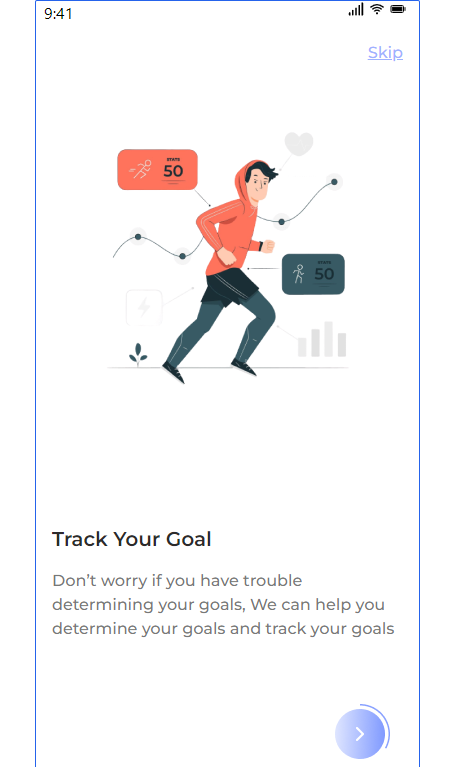 9:41
Skip
STATS
50
STATS
50
Track Your Goal
Don’t worry if you have trouble
determining your goals, We can help you
determine your goals and track your goals